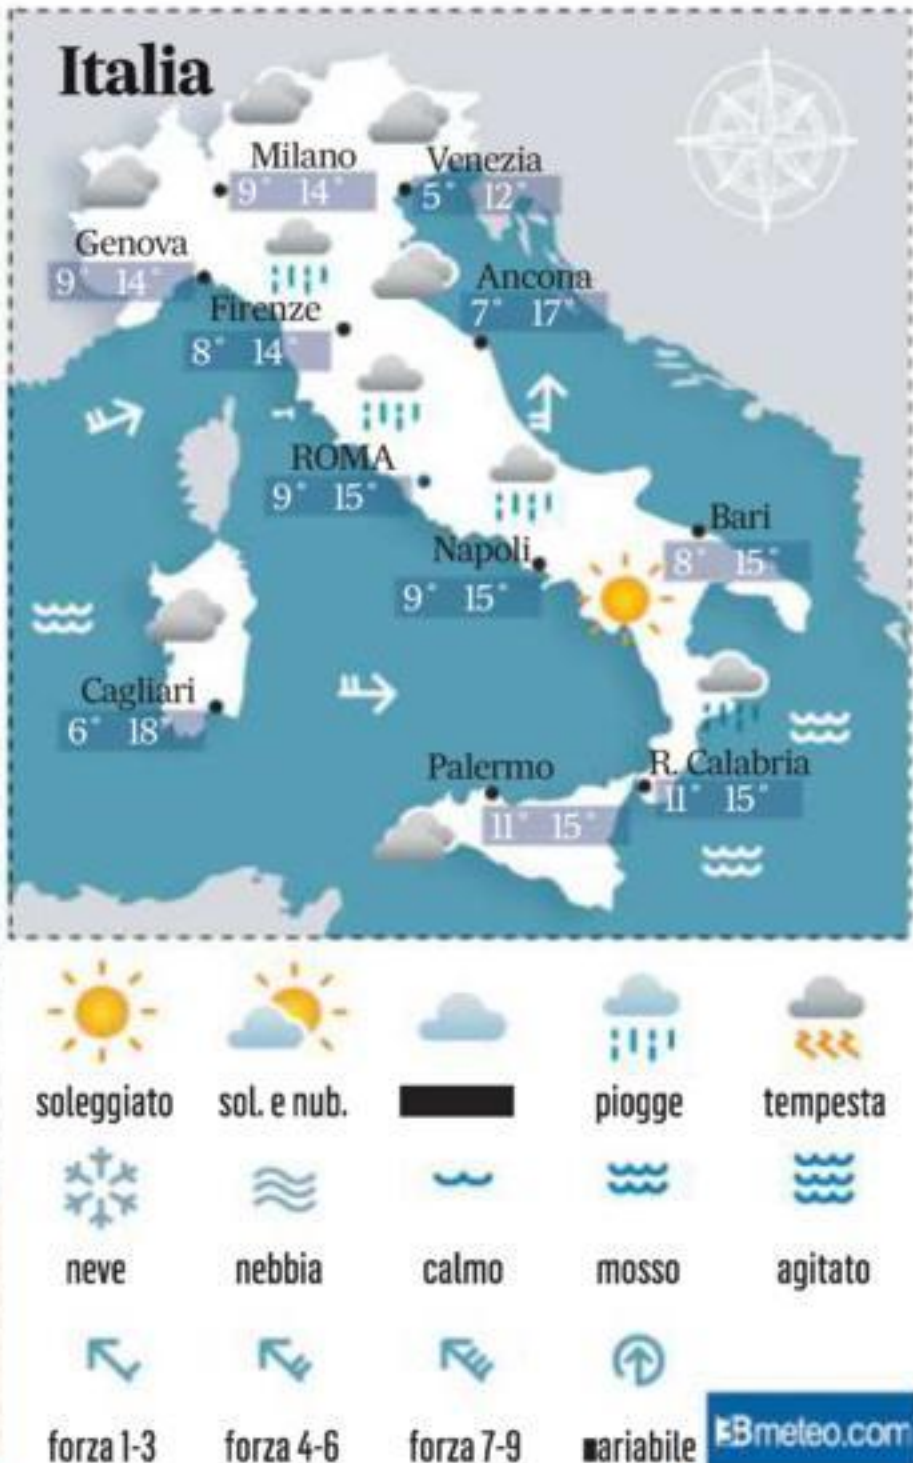 Italia
Milano
9° 14°
Venezia
5° 12°
Genova
9° 14°
Ancona
7° 17°
Firenze
8° 14°
ROMA
9° 15°
Bari
8° 15°
Napoli
9° 15°
Cagliari
6° 18°
Palermo
11° 15°
R. Calabria
11° 15°
soleggiato sol. e nub. piogge tempesta
neve nebbia calmo mosso agitato
forza 1-3 forza 4-6 forza 7-9 ariabile
3Bmeteo.com